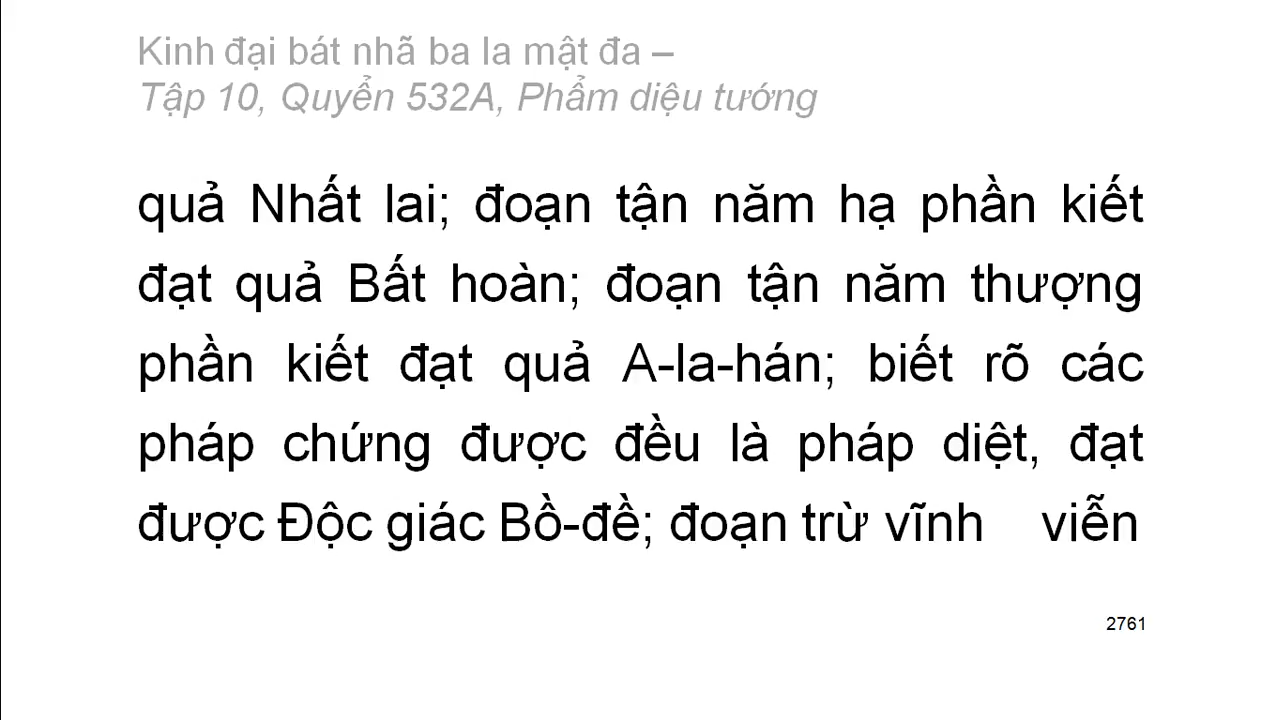 Kinh đại bát nhã ba la mật đa –
Tập 10, Quyển 532A, Phẩm diệu tướng
quả Nhất lai; đoạn tận năm hạ phần kiết
đạt quả Bất hoàn; đoạn tận năm thượng
phần kiết đạt quả A-la-hán; biết rõ các
pháp chứng được đều là pháp diệt, đạt
được Độc giác Bồ-đề; đoạn trừ vĩnh viễn
2761